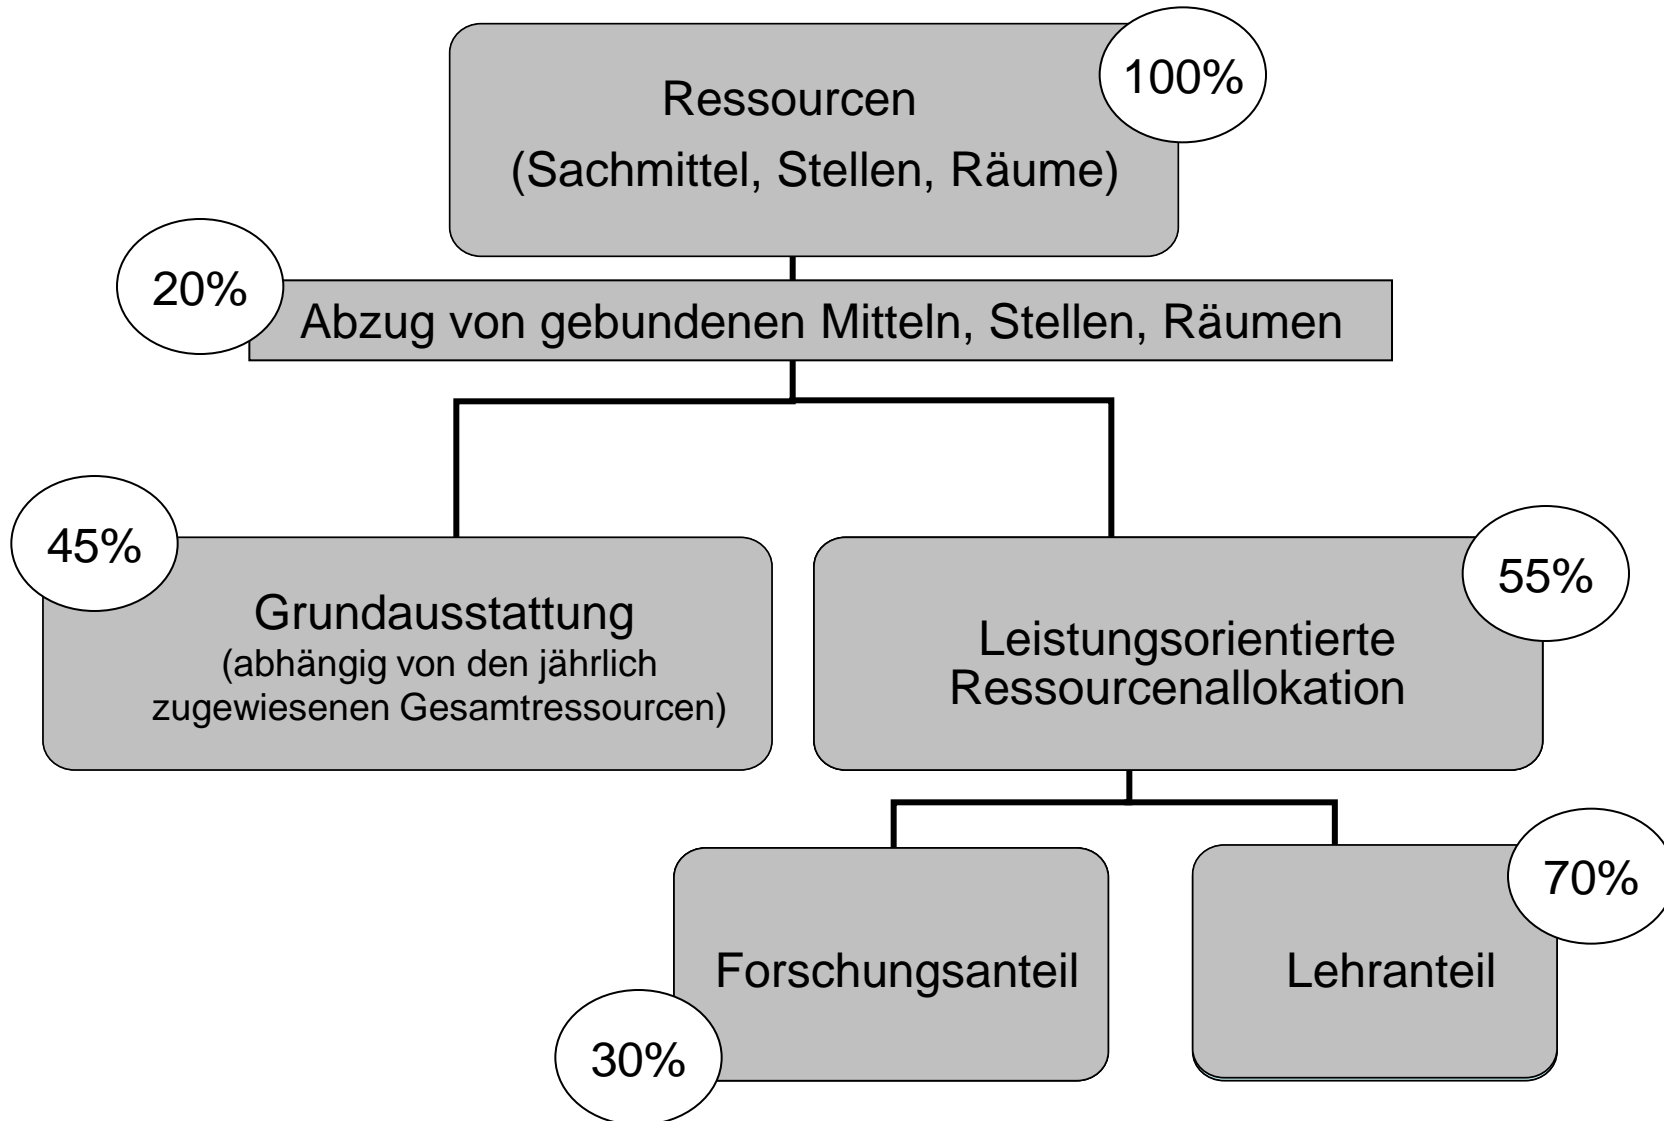 100%
Ressourcen
(Sachmittel, Stellen, Räume)
20%
Abzug von gebundenen Mitteln, Stellen, Räumen
45%
Grundausstattung
(abhängig von den jährlich
zugewiesenen Gesamtressourcen)
55%
Leistungsorientierte
Ressourcenallokation
Forschungsanteil
30%
70%
Lehranteil